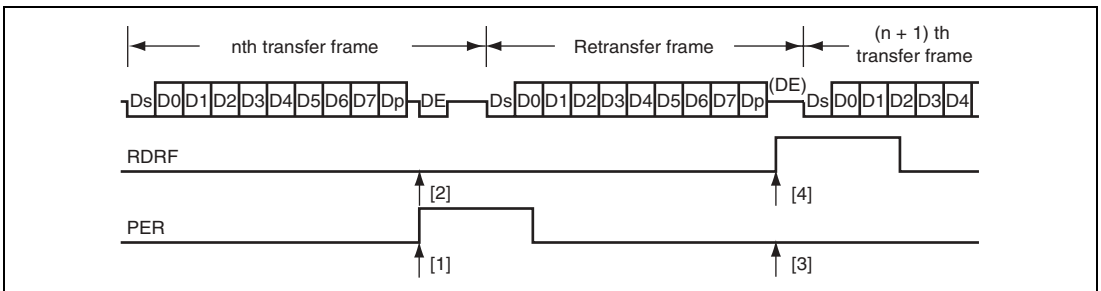 nth transfer frame Retransfer frame (n + 1) th
transfer frame
Ds D0 D1 D2 D3 D4 D5 D6 D7 Dp DE Ds D0 D1 D2 D3 D4 D5 D6 D7 Dp (DE) Ds D0 D1 D2 D3 D4
RDRF
[2] [4]
PER
[1] [3]